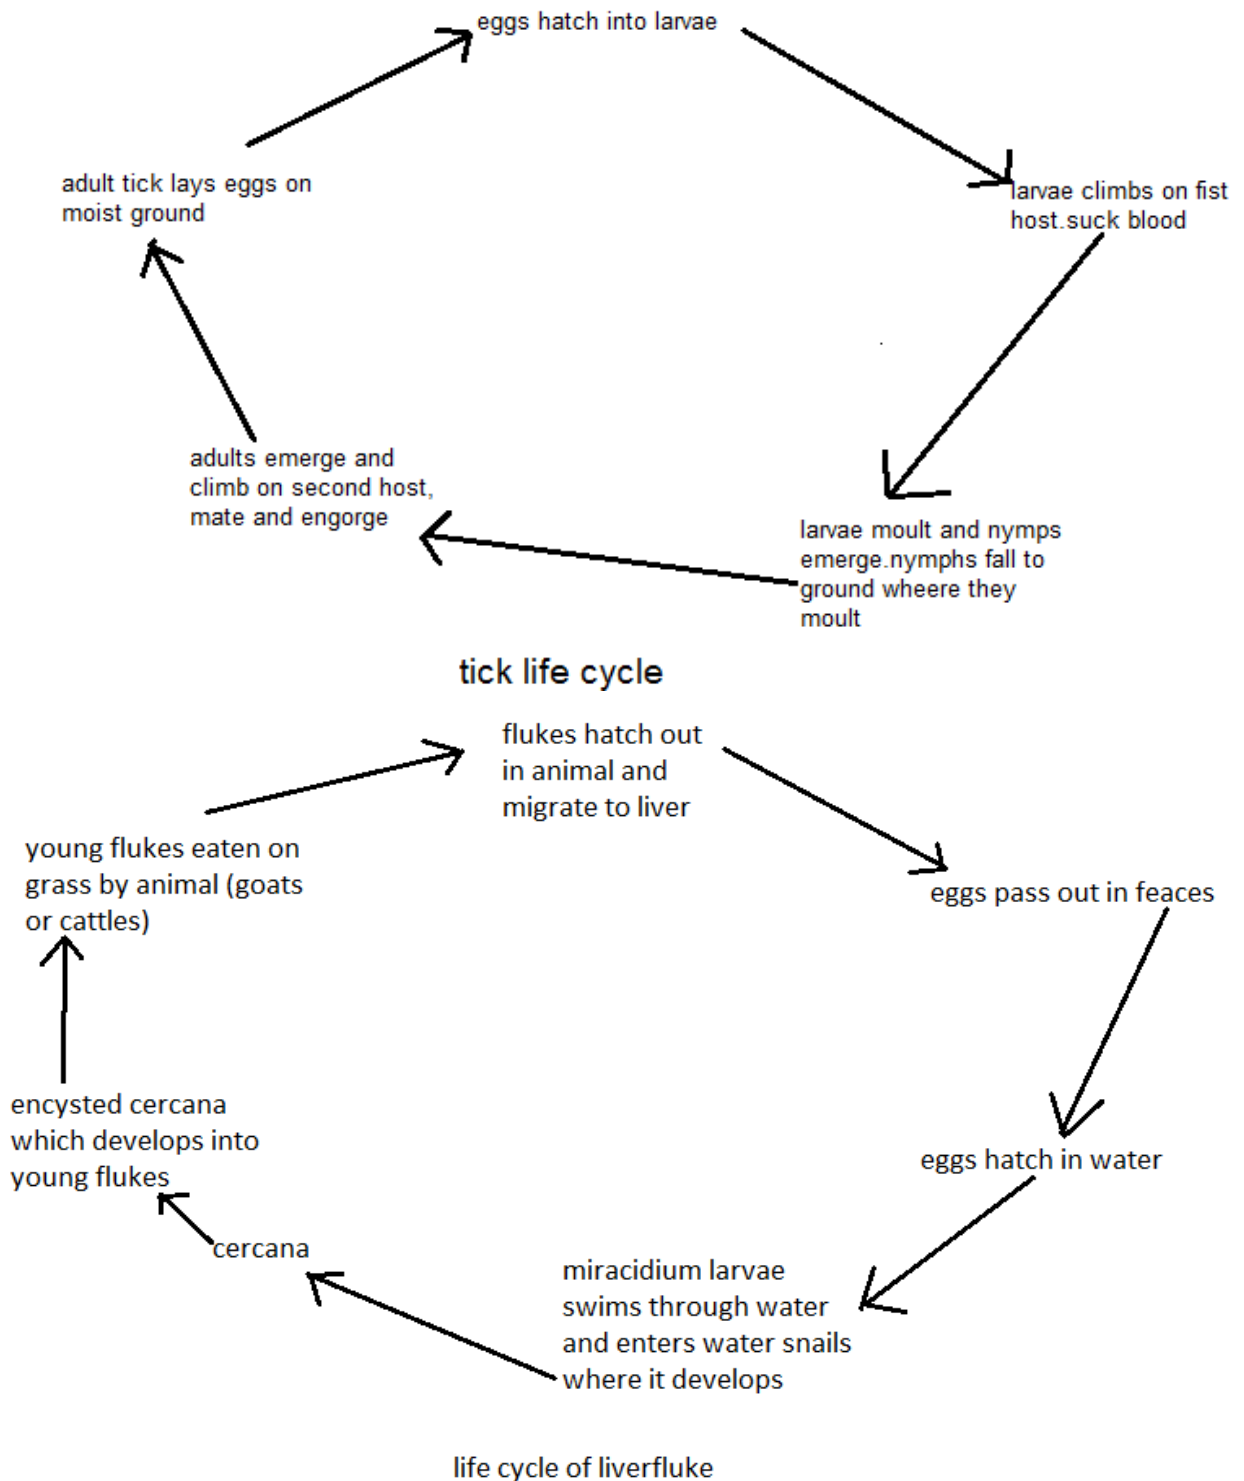 eggs hatch into larvae
adult tick lays eggs on
moist ground
larvae climbs on fist
host.suck blood
adults emerge and
climb on second host,
mate and engorge
larvae moult and nymps
emerge.nymphs fall to
ground wheere they
moult
tick life cycle
flukes hatch out
in animal and
migrate to liver
young flukes eaten on
grass by animal (goats
or cattles)
eggs pass out in feaces
encysted cercana
which develops into
young flukes
eggs hatch in water
cercana
miracidium larvae
swims through water
and enters water snails
where it develops
life cycle of liverfluke